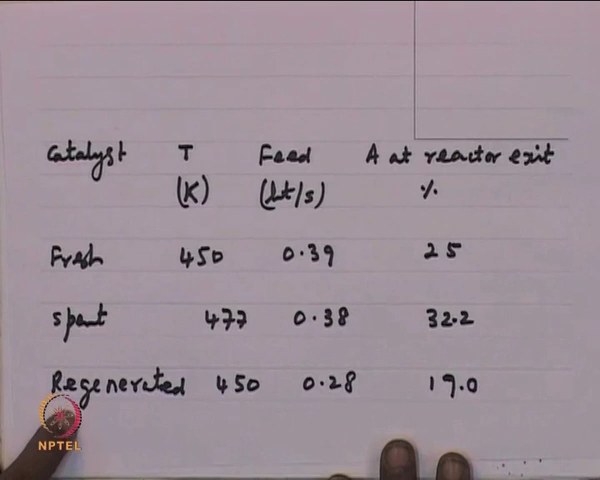 Catalyst T Feed A at reactor exit
(K) (lit/s) %
Fresh 450 0.39 25
spent 477 0.38 32.2
Regenerated 450 0.28 19.0
NPTEL